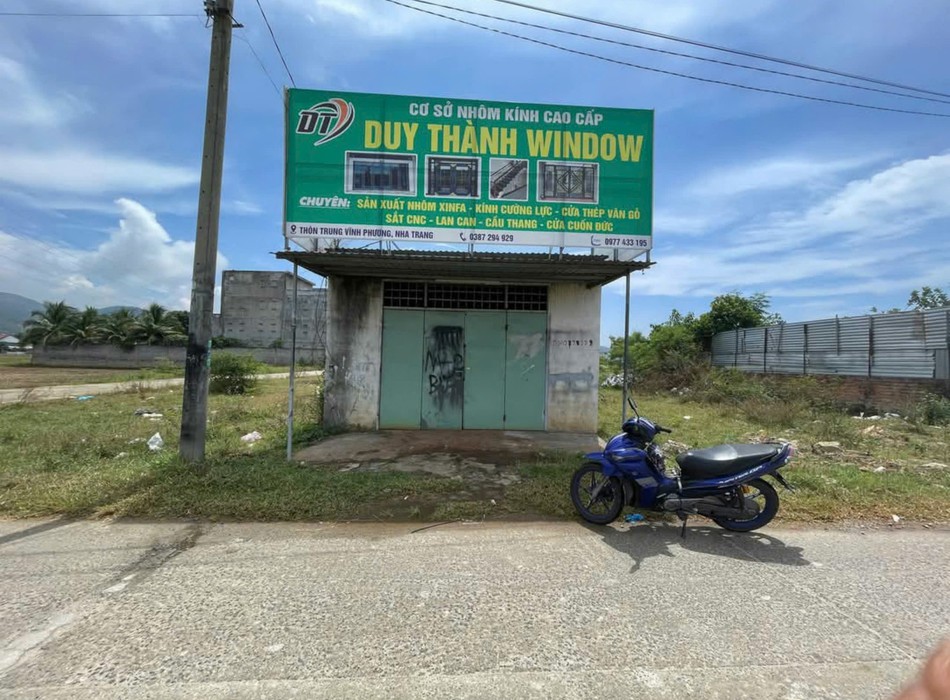 DT
CƠ SỞ NHÔM KÍNH CAO CẤP
DUY THÀNH WINDOW
CHUYÊN: SẢN XUẤT NHÔM XINFA - KÍNH CƯỜNG LỰC - CỬA THÉP VÂN GỖ
SẮT CNC - LAN CAN - CẦU THANG - CỬA CUỐN ĐỨC
THÔN TRUNG VĨNH PHƯƠNG, NHA TRANG 0387 294 929 0977 433 195